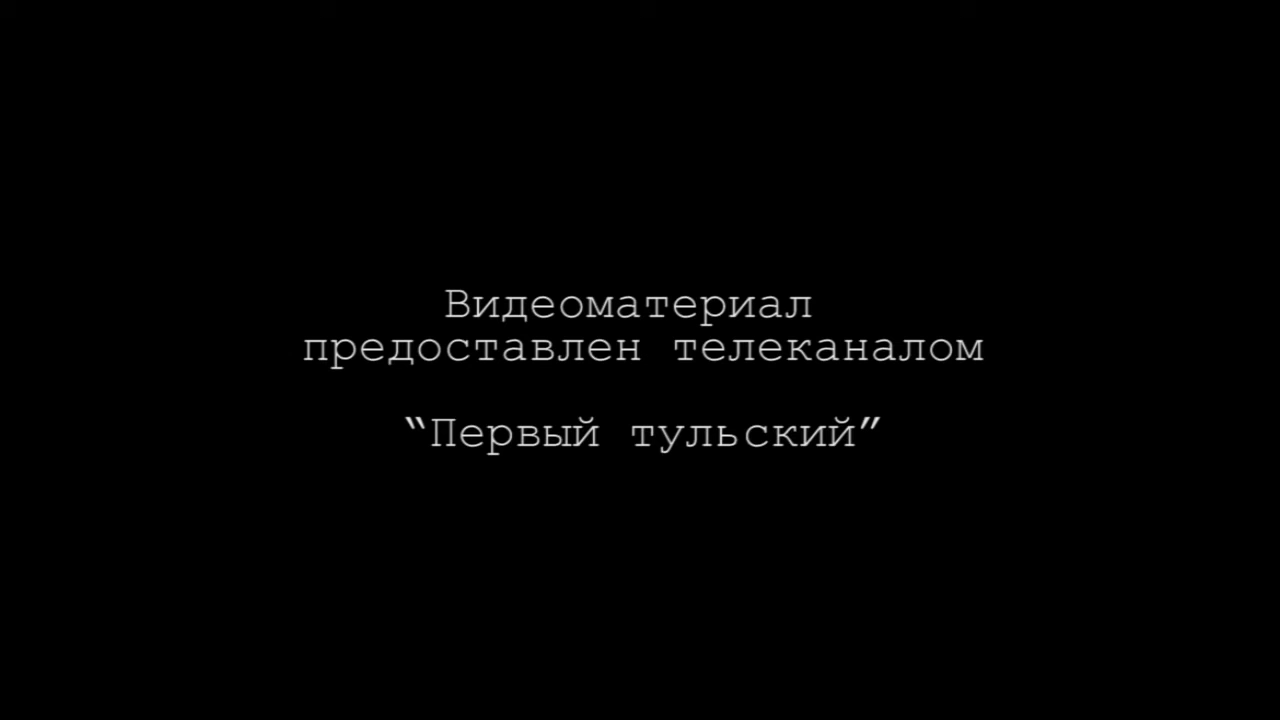 Видеоматериал
предоставлен телеканалом
“Первый тульский”